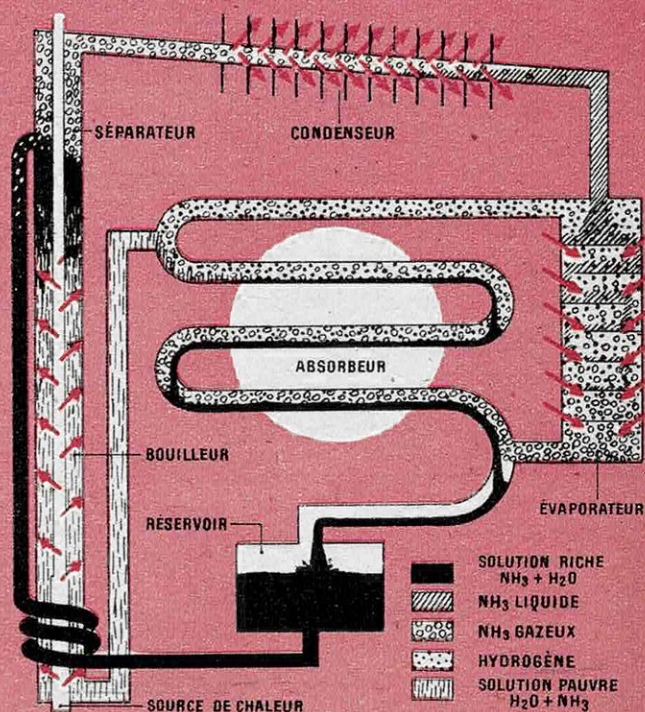 SÉPARATEUR
CONDENSEUR
ABSORBEUR
BOUILLEUR
RÉSERVOIR
ÉVAPORATEUR
SOLUTION RICHE
NH₃ + H₂O
NH₃ LIQUIDE
NH₃ GAZEUX
HYDROGÈNE
SOLUTION PAUVRE
H₂O + NH₃
SOURCE DE CHALEUR